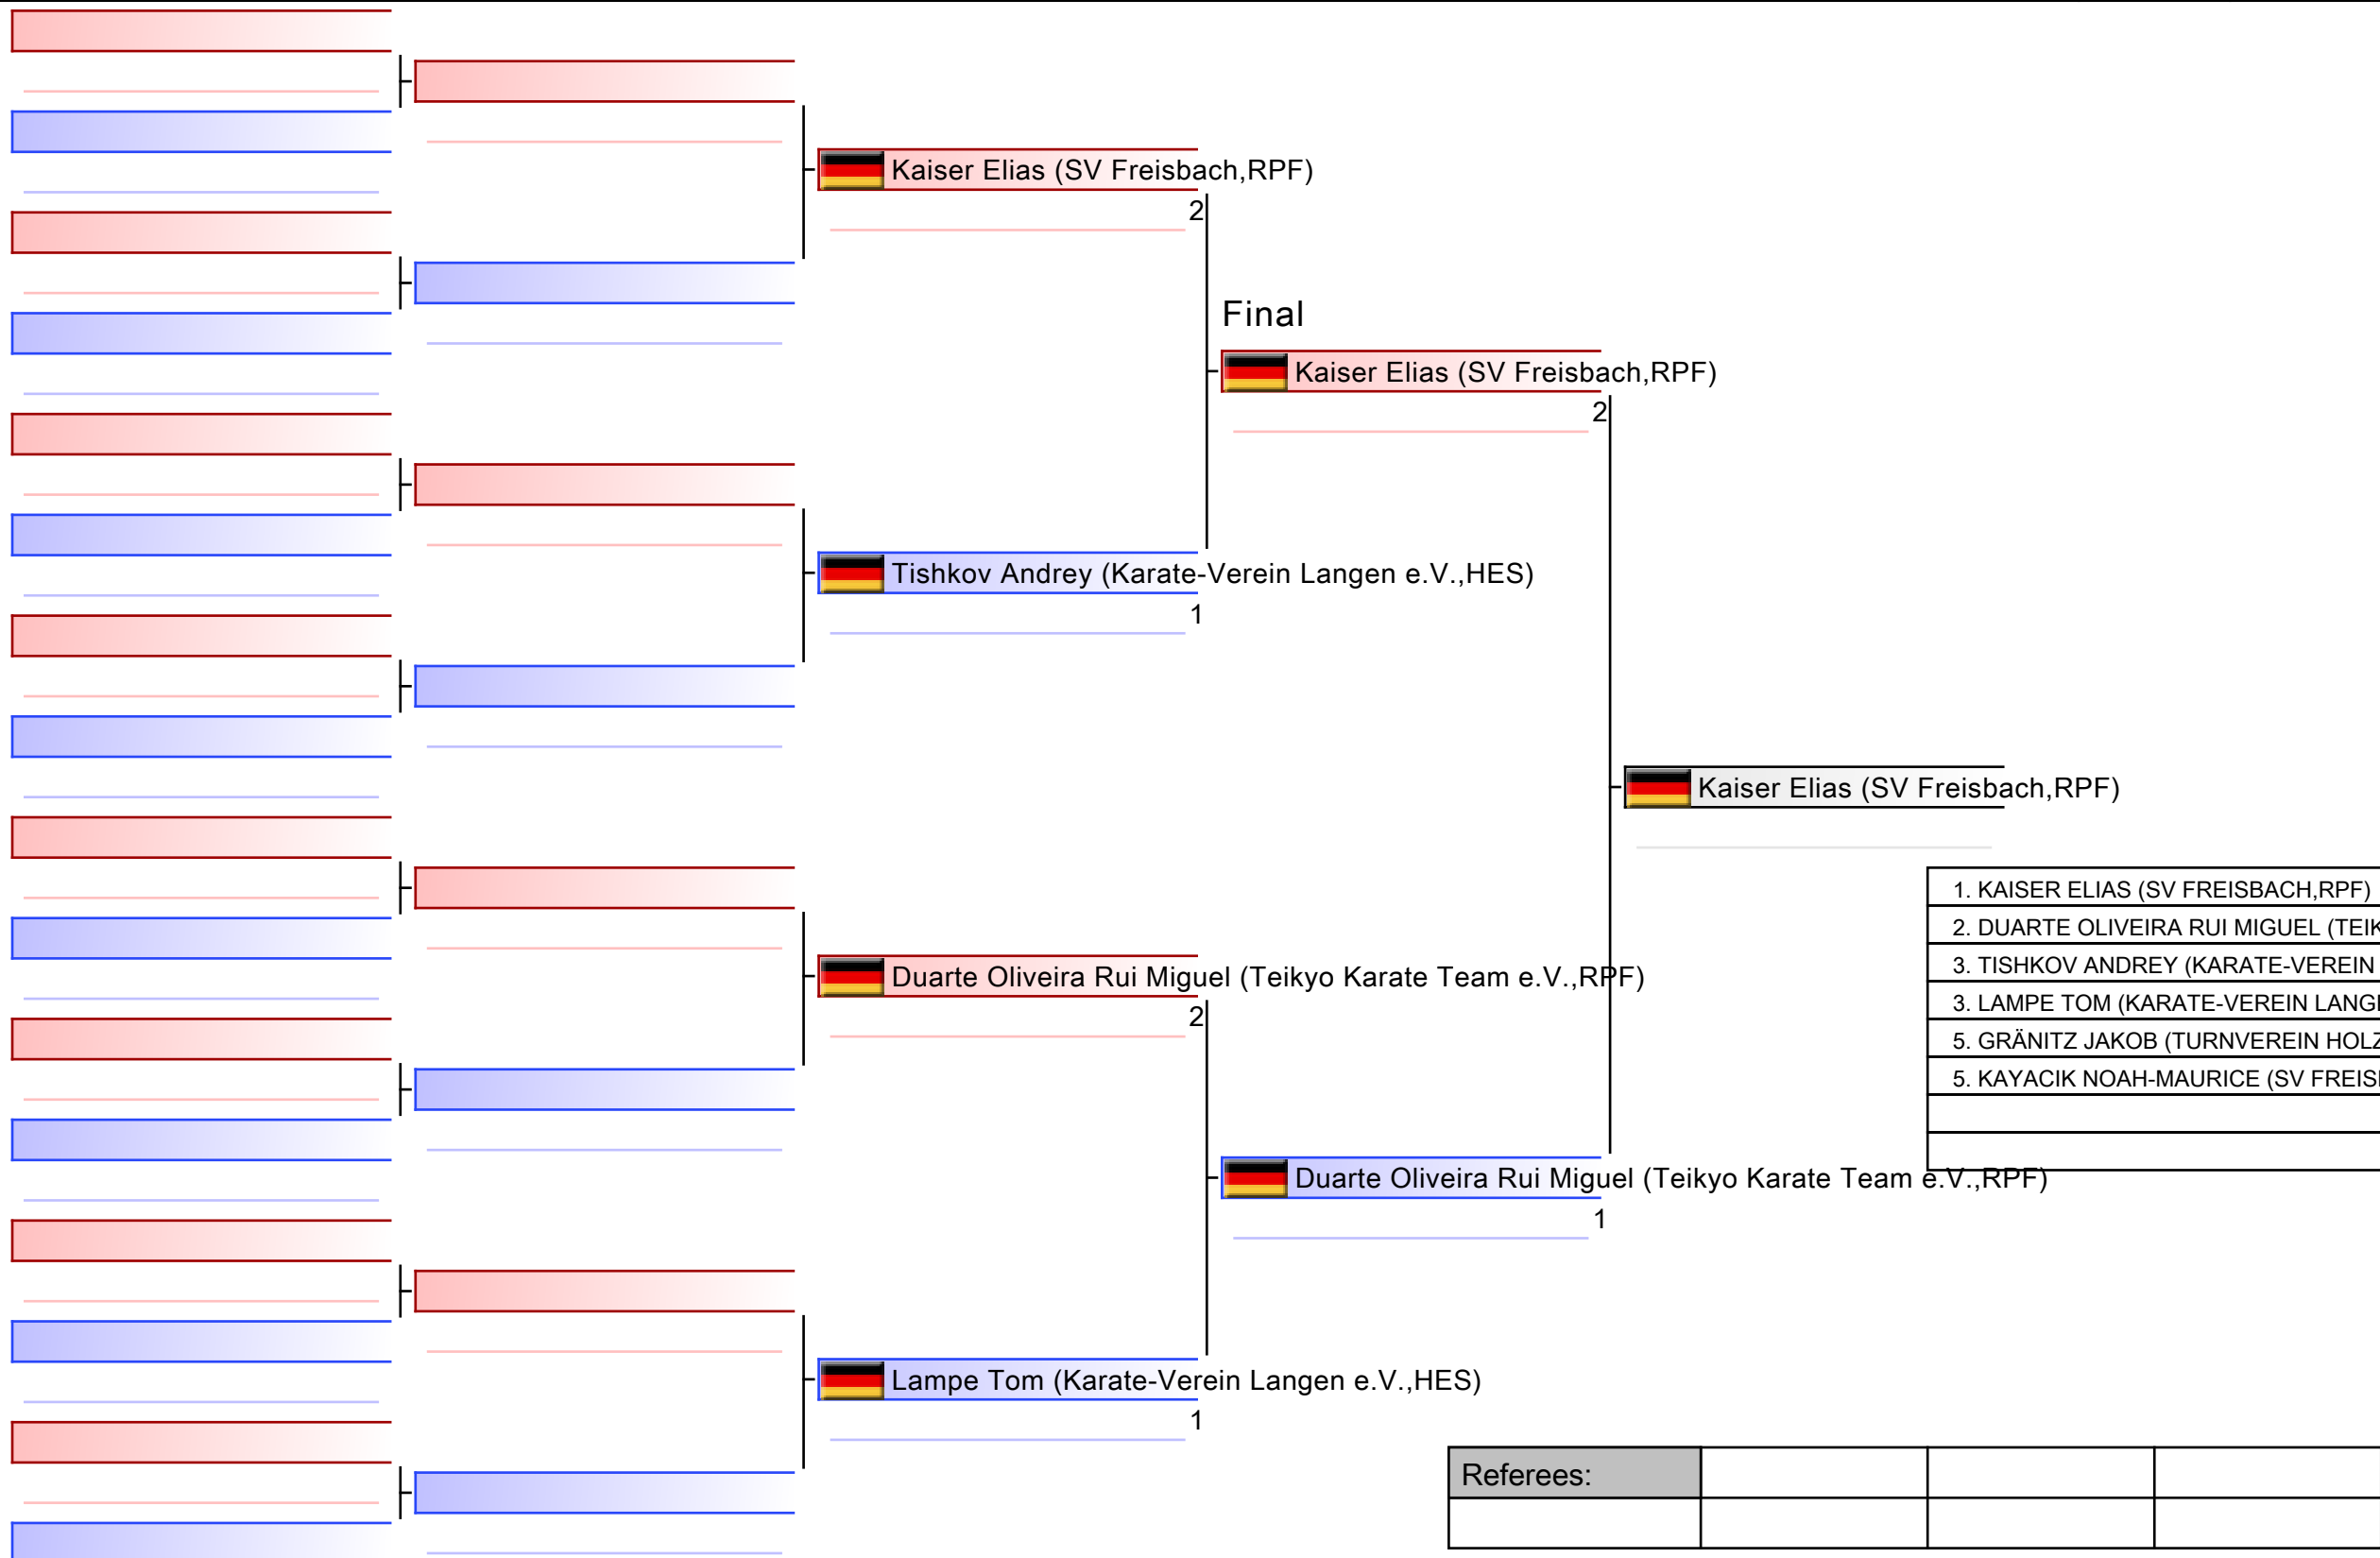 Kaiser Elias (SV Freisbach,RPF)
2
Final
Kaiser Elias (SV Freisbach,RPF)
2
Tishkov Andrey (Karate-Verein Langen e.V.,HES)
1
Kaiser Elias (SV Freisbach,RPF)
1. KAISER ELIAS (SV FREISBACH,RPF)
2. DUARTE OLIVEIRA RUI MIGUEL
3. TISHKOV ANDREY (KARATE-VEREIN
3. LAMPE TOM (KARATE-VEREIN
5. GRÄNITZ JAKOB (TURNVEREIN
5. KAYACIK NOAH-MAURICE (SV
Duarte Oliveira Rui Miguel (Teikyo Karate Team e.V.,RPF)
2
Duarte Oliveira Rui Miguel (Teikyo Karate Team e.V.,RPF)
1
Lampe Tom (Karate-Verein Langen e.V.,HES)
1
Referees: